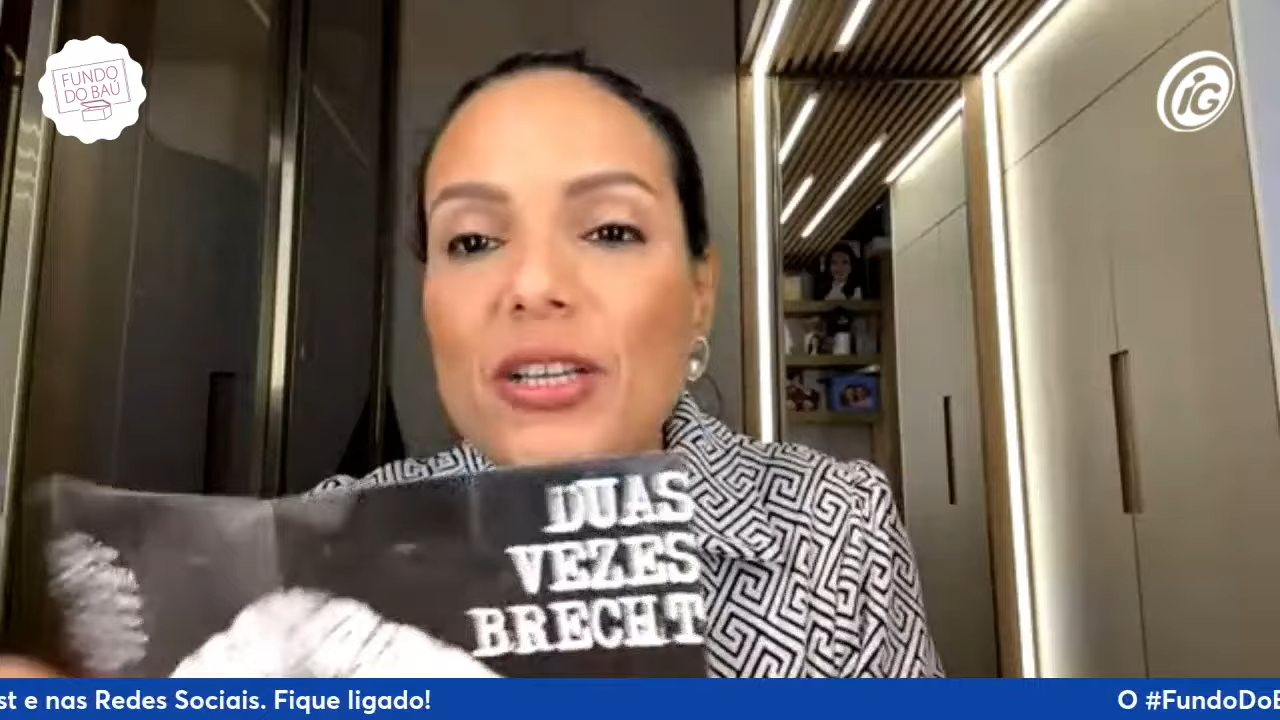 FUNDO
DO BAÚ
iG
DUAS
VEZES
BRECHT
st e nas Redes Sociais. Fique ligado!
O #FundoDoB